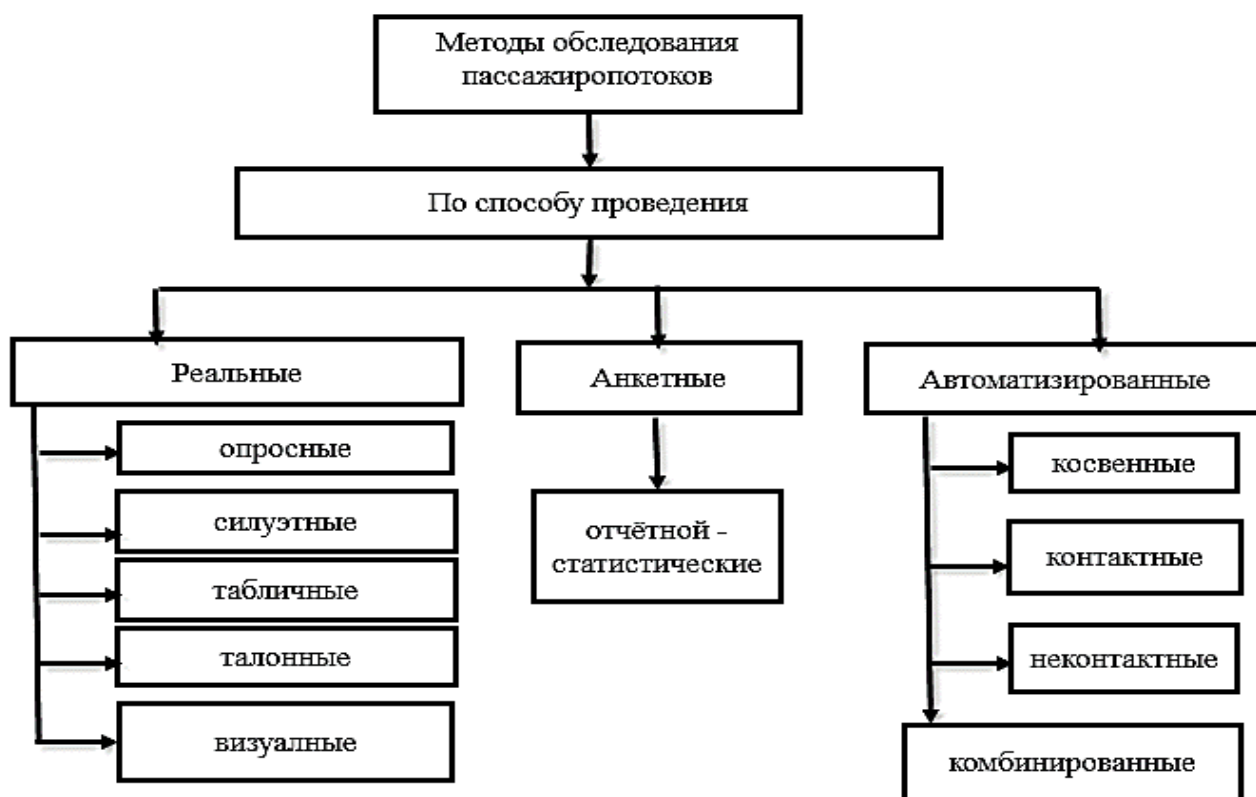 Методы обследования
пассажиропотоков
По способу проведения
Реальные
Анкетные
Автоматизированные
опросные
силуэтные
табличные
талонные
визуалные
отчётной -
статистические
косвенные
контактные
неконтактные
комбинированные